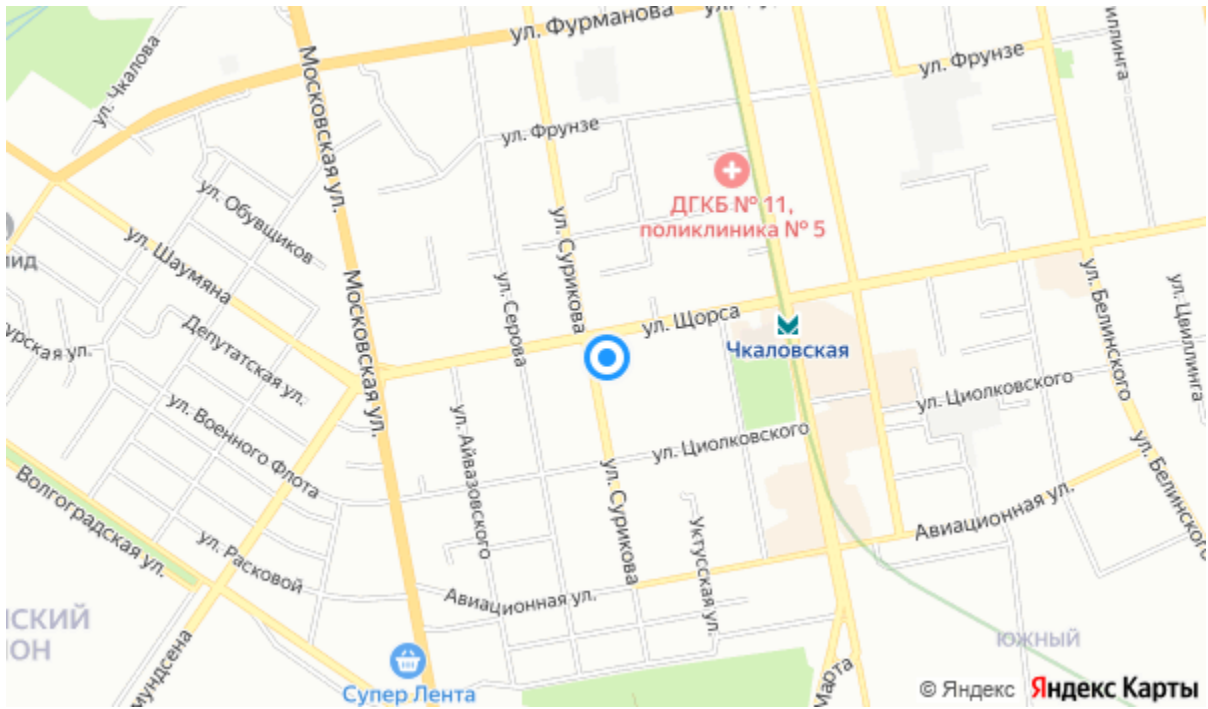 ул. Фурманова
ул. Чкалова
Московская ул.
ул. Фрунзе
ул. Фрунзе
ДГКБ № 11,
поликлиника № 5
ул. Обувщиков
ул. Сурикова
ул. Шаумяна
Московская ул.
ул. Серова
ул. Щорса
Чкаловская
ул. Белинского
ул. Цвиллинга
Депутатская ул.
ул. Военного Флота
ул. Айвазовского
ул. Циолковского
ул. Циолковского
ул. Белинского
Волгоградская ул.
ул. Расковой
ул. Сурикова
Уктусская ул.
Авиационная ул.
Авиационная ул.
южный
Супер Лента
Марта
© Яндекс Яндекс Карты